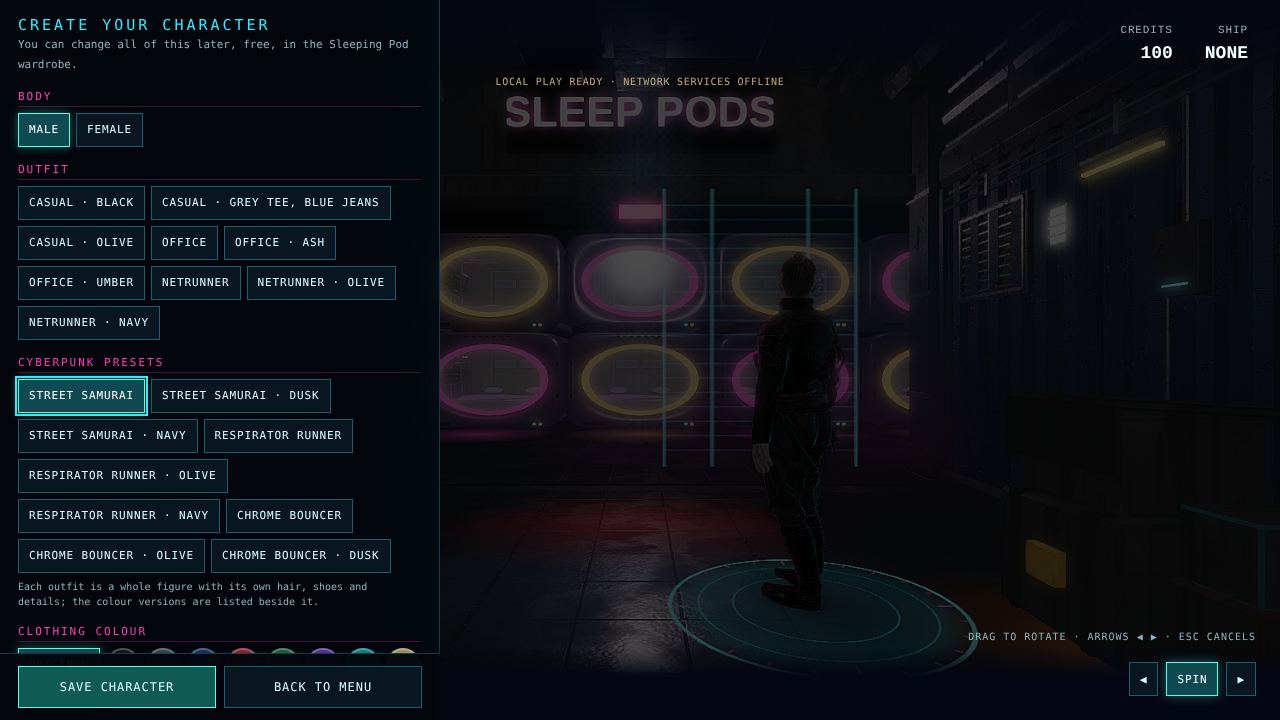 CREATE YOUR CHARACTER
You can change all of this later, free, in the Sleeping Pod
wardrobe.
BODY
MALE FEMALE
OUTFIT
CASUAL · BLACK CASUAL · GREY TEE, BLUE JEANS
CASUAL · OLIVE OFFICE OFFICE · ASH
OFFICE · UMBER NETRUNNER NETRUNNER · OLIVE
NETRUNNER · NAVY
CYBERPUNK PRESETS
STREET SAMURAI STREET SAMURAI · DUSK
STREET SAMURAI · NAVY RESPIRATOR RUNNER
RESPIRATOR RUNNER · OLIVE
RESPIRATOR RUNNER · NAVY CHROME BOUNCER
CHROME BOUNCER · OLIVE CHROME BOUNCER · DUSK
Each outfit is a whole figure with its own hair, shoes and
details; the colour versions are listed beside it.
CLOTHING COLOUR
SAVE CHARACTER BACK TO MENU
LOCAL PLAY READY · NETWORK SERVICES OFFLINE
SLEEP PODS
CREDITS SHIP
100 NONE
DRAG TO ROTATE · ARROWS ◀ ▶ · ESC CANCELS
◀ SPIN ▶